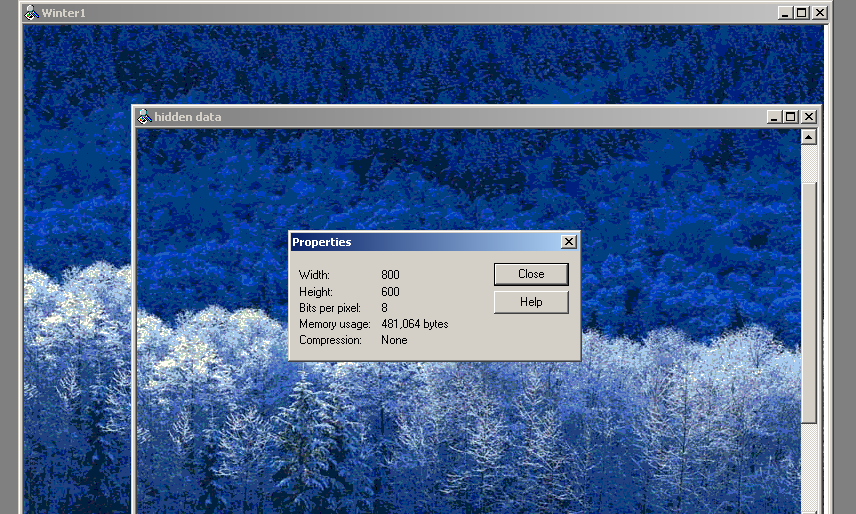 Winter1
hidden data
Properties
Width: 800
Height: 600
Bits per pixel: 8
Memory usage: 481,064 bytes
Compression: None
Close
Help